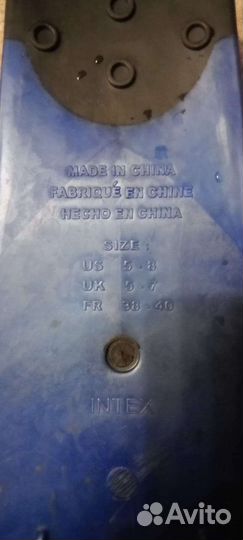 MADE IN CHINA
FABRIQUÉ EN CHINE
HECHO EN CHINA
SIZE :
US 5 - 8
UK 5 - 7
FR 38 - 40
INTEX
Avito